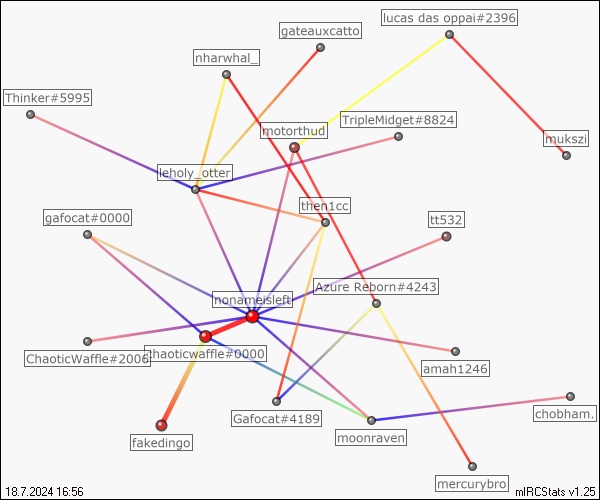 lucas das oppai#2396
gateauxcatto
nharwhal_
Thinker#5995
TripleMidget#8824
motorthud
mukszi
leholy_otter
then1cc
gafocat#0000
tt532
Azure Reborn#4243
nonameisleft
ChaoticWaffle#2006
chaoticwaffle#0000
amah1246
Gafocat#4189
chobham.
fakedingo
moonraven
mercurybro
18.7.2024 16:56
mIRCStats v1.25